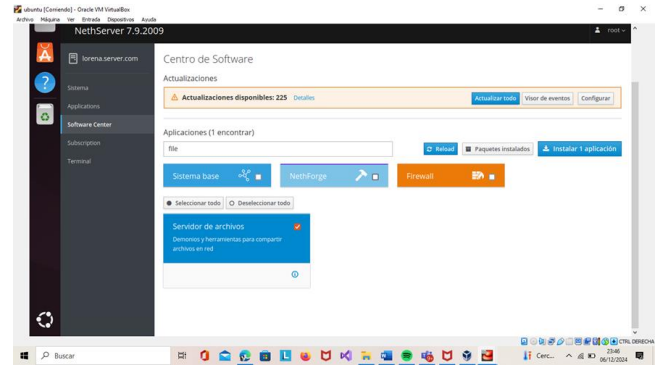 ubuntu [Corriendo] - Oracle VM VirtualBox
Archivo Máquina Ver Entrada Dispositivos Ayuda
NethServer 7.9.2009
root
lorena.server.com
Sistema
Applications
Software Center
Subscription
Terminal
Centro de Software
Actualizaciones
Actualizaciones disponibles: 225 Detalles
Actualizar todo Visor de eventos Configurar
Aplicaciones (1 encontrar)
file
Reload Paquetes instalados Instalar 1 aplicación
Sistema base NethForge Firewall
Seleccionar todo Deseleccionar todo
Servidor de archivos
Demonios y herramientas para compartir
archivos en red
CTRL DERECHA
Buscar
Cerc...
23:46
06/12/2024